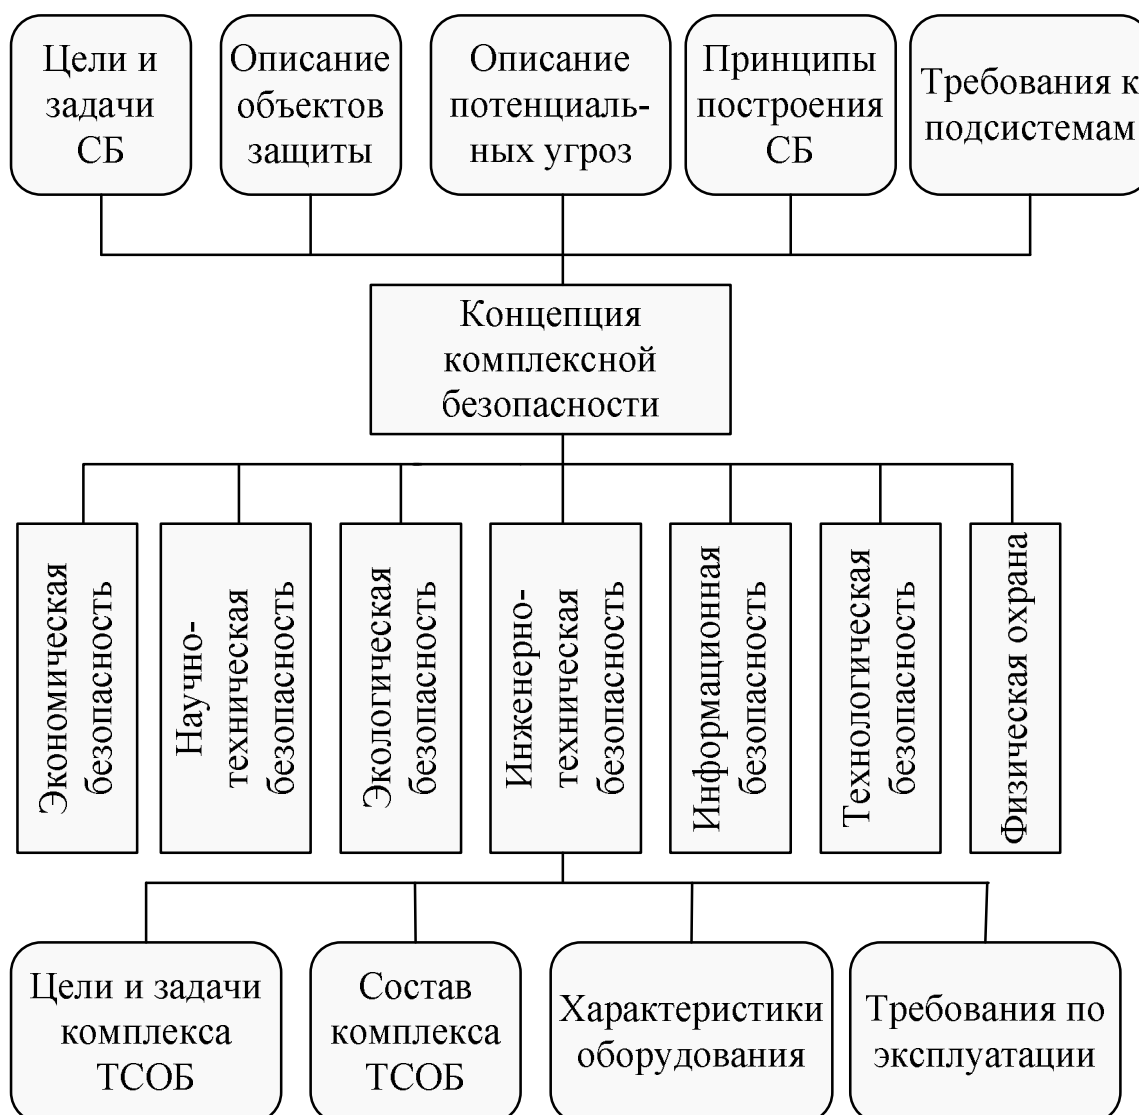 Цели и
задачи
СБ
Описание
объектов
защиты
Описание
потенциаль-
ных угроз
Принципы
построения
СБ
Требования к
подсистемам
Концепция
комплексной
безопасности
Экономическая
безопасность
Научно-
техническая
безопасность
Экологическая
безопасность
Инженерно-
техническая
безопасность
Информационная
безопасность
Технологическая
безопасность
Физическая охрана
Цели и задачи
комплекса
ТСОБ
Состав
комплекса
ТСОБ
Характеристики
оборудования
Требования по
эксплуатации